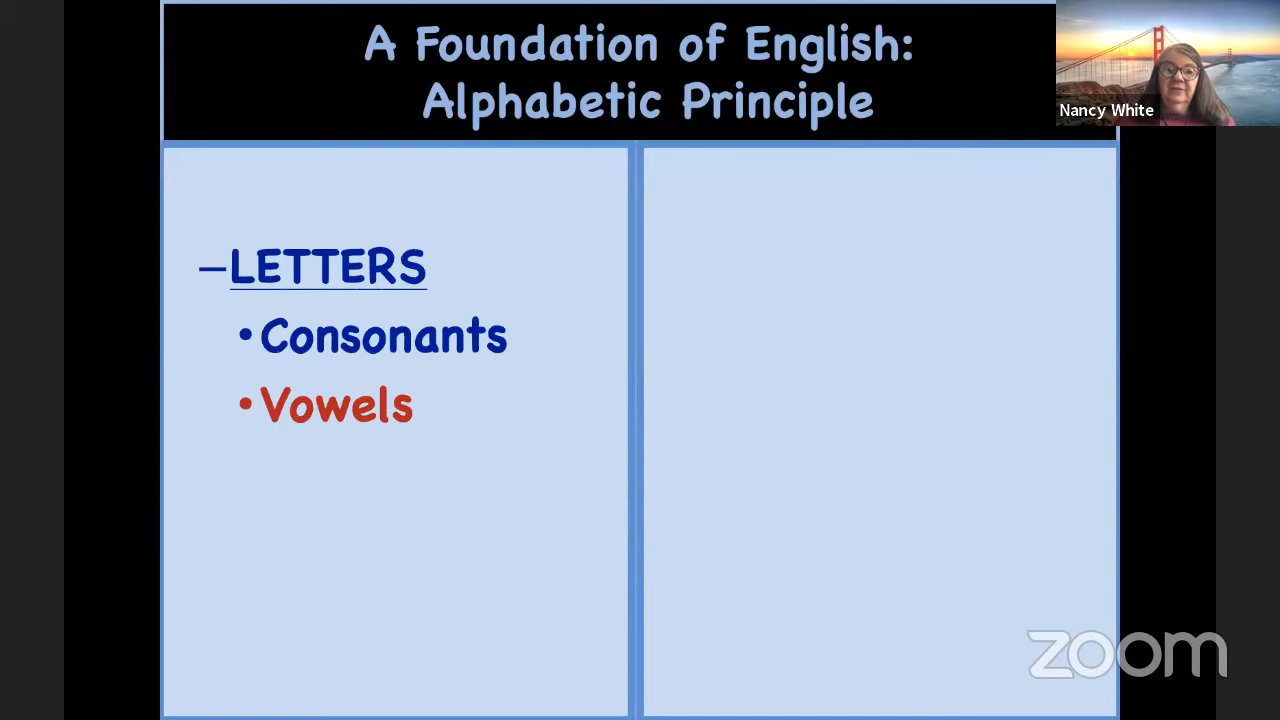 A Foundation of English:
Alphabetic Principle
Nancy White
–LETTERS
• Consonants
• Vowels
zoom